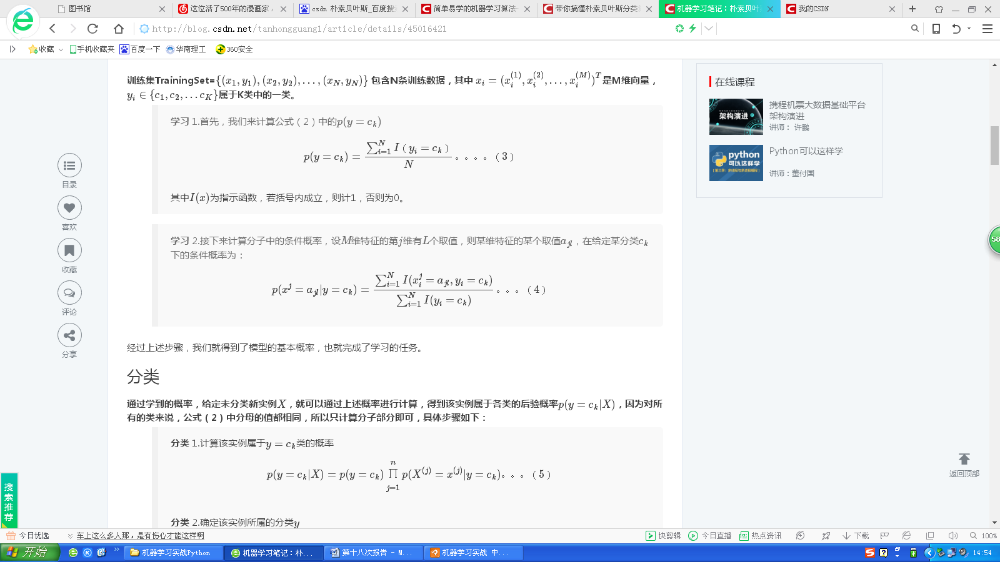 图书馆
这位活了500年的漫画家，
csdn 朴素贝叶斯_百度搜
简单易学的机器学习算法
带你搞懂朴素贝叶斯分类
机器学习笔记：朴素贝叶
我的CSDN
http://blog.csdn.net/tanhongguang1/article/details/45016421
收藏
手机收藏夹
百度一下
华南理工
360安全
训练集TrainingSet={(x_1, y_1), (x_2, y_2), ..., (x_N, y_N)} 包含N条训练数据，其中 x_i = (x_i^{(1)}, x_i^{(2)}, ..., x_i^{(M)})^T 是M维向量，
y_i ∈ {c_1, c_2, ...c_K}属于K类中的一类。
学习 1.首先，我们来计算公式（2）中的p(y = c_k)
p(y = c_k) = \frac{∑_{i=1}^{N} I（y_i = c_k）}{N}。。。。（3）
其中I(x)为指示函数，若括号内成立，则计1，否则为0。
学习 2.接下来计算分子中的条件概率，设M维特征的第j维有L个取值，则某维特征的某个取值a_{jl}，在给定某分类c_k
下的条件概率为：
p(x^j = a_{jl}|y = c_k) = \frac{∑_{i=1}^{N} I(x_i^j = a_{jl}, y_i = c_k)}{∑_{i=1}^{N} I(y_i = c_k)}。。。（4）
经过上述步骤，我们就得到了模型的基本概率，也就完成了学习的任务。
分类
通过学到的概率，给定未分类新实例X，就可以通过上述概率进行计算，得到该实例属于各类的后验概率p(y = c_k|X)，因为对所
有的类来说，公式（2）中分母的值都相同，所以只计算分子部分即可，具体步骤如下：
分类 1.计算该实例属于y = c_k类的概率
p(y = c_k|X) = p(y = c_k) ∏_{j=1}^{n} p(X^{(j)} = x^{(j)}|y = c_k)。。。（5）
分类 2.确定该实例所属的分类y
目录
喜欢
收藏
评论
分享
搜索推荐
在线课程
架构演进
携程机票大数据基础平台
架构演进
讲师： 许鹏
python
可以这样学
Python可以这样学
讲师：董付国
58
返回顶部
今日优选
车上这么多人那，是有伤心才能这样啊
快剪辑
今日直播
热点资讯
下载
100%
开始
机器学习实战Python
机器学习笔记：朴...
第十八次报告 - M...
机器学习实战 中...
14:54